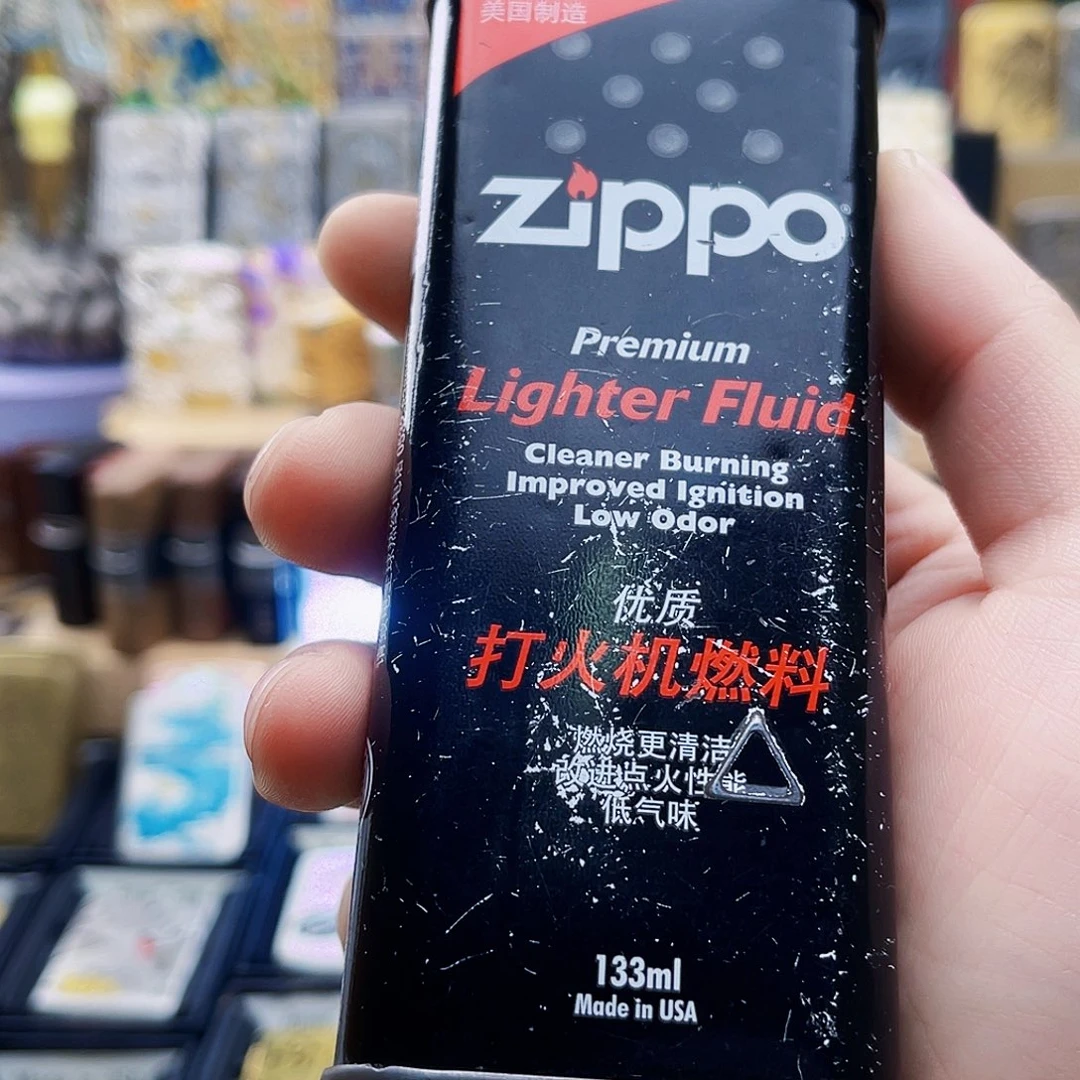 美国制造
zippo
Premium
Lighter Fluid
Cleaner Burning
Improved Ignition
Low Odor
优质
打火机燃料
燃烧更清洁
改进点火性能
低气味
133ml
Made in USA